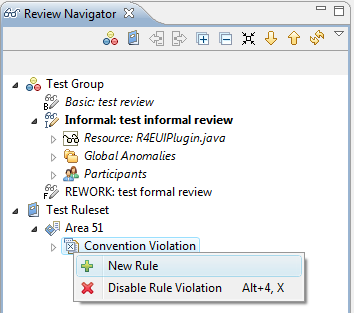 Review Navigator
Test Group
Basic: test review
Informal: test informal review
Resource: R4EUIPlugin.java
Global Anomalies
Participants
REWORK: test formal review
Test Ruleset
Area 51
Convention Violation
New Rule
Disable Rule Violation Alt+4, X